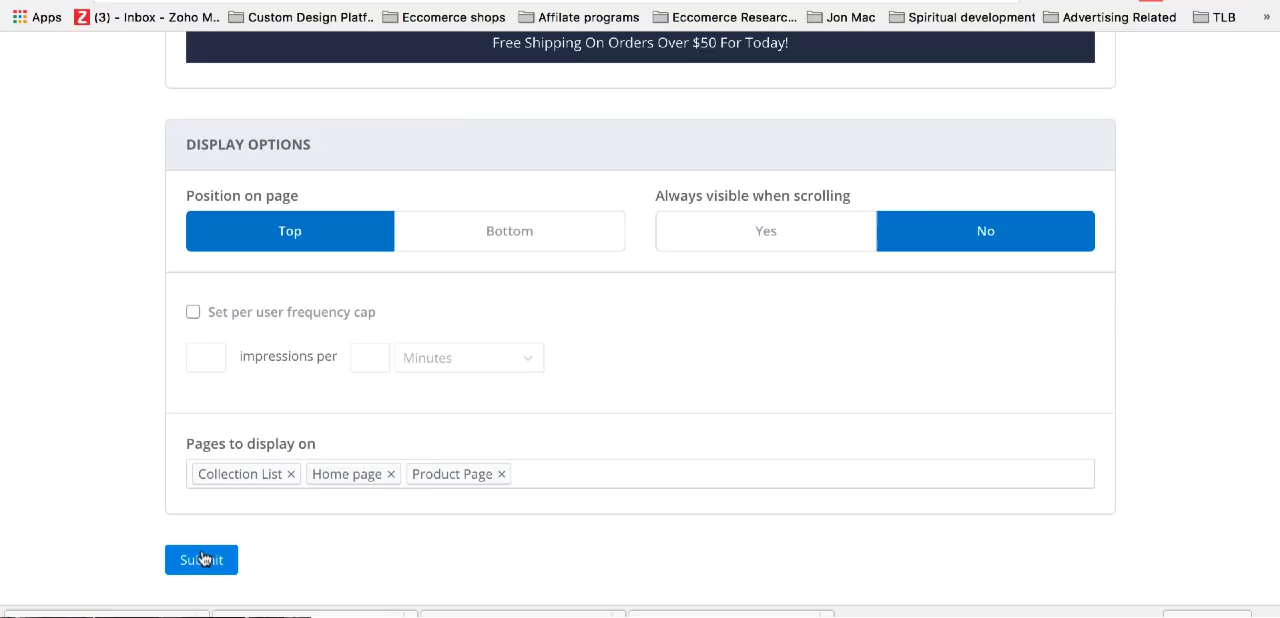 Apps Z (3) - Inbox - Zoho M.. Custom Design Platf.. Eccomerce shops Affilate programs Eccomerce Researc... Jon Mac Spiritual development Advertising Related TLB »
Free Shipping On Orders Over $50 For Today!
DISPLAY OPTIONS
Position on page Always visible when scrolling
Top Bottom Yes No
Set per user frequency cap
impressions per Minutes
Pages to display on
Collection List × Home page × Product Page ×
Submit